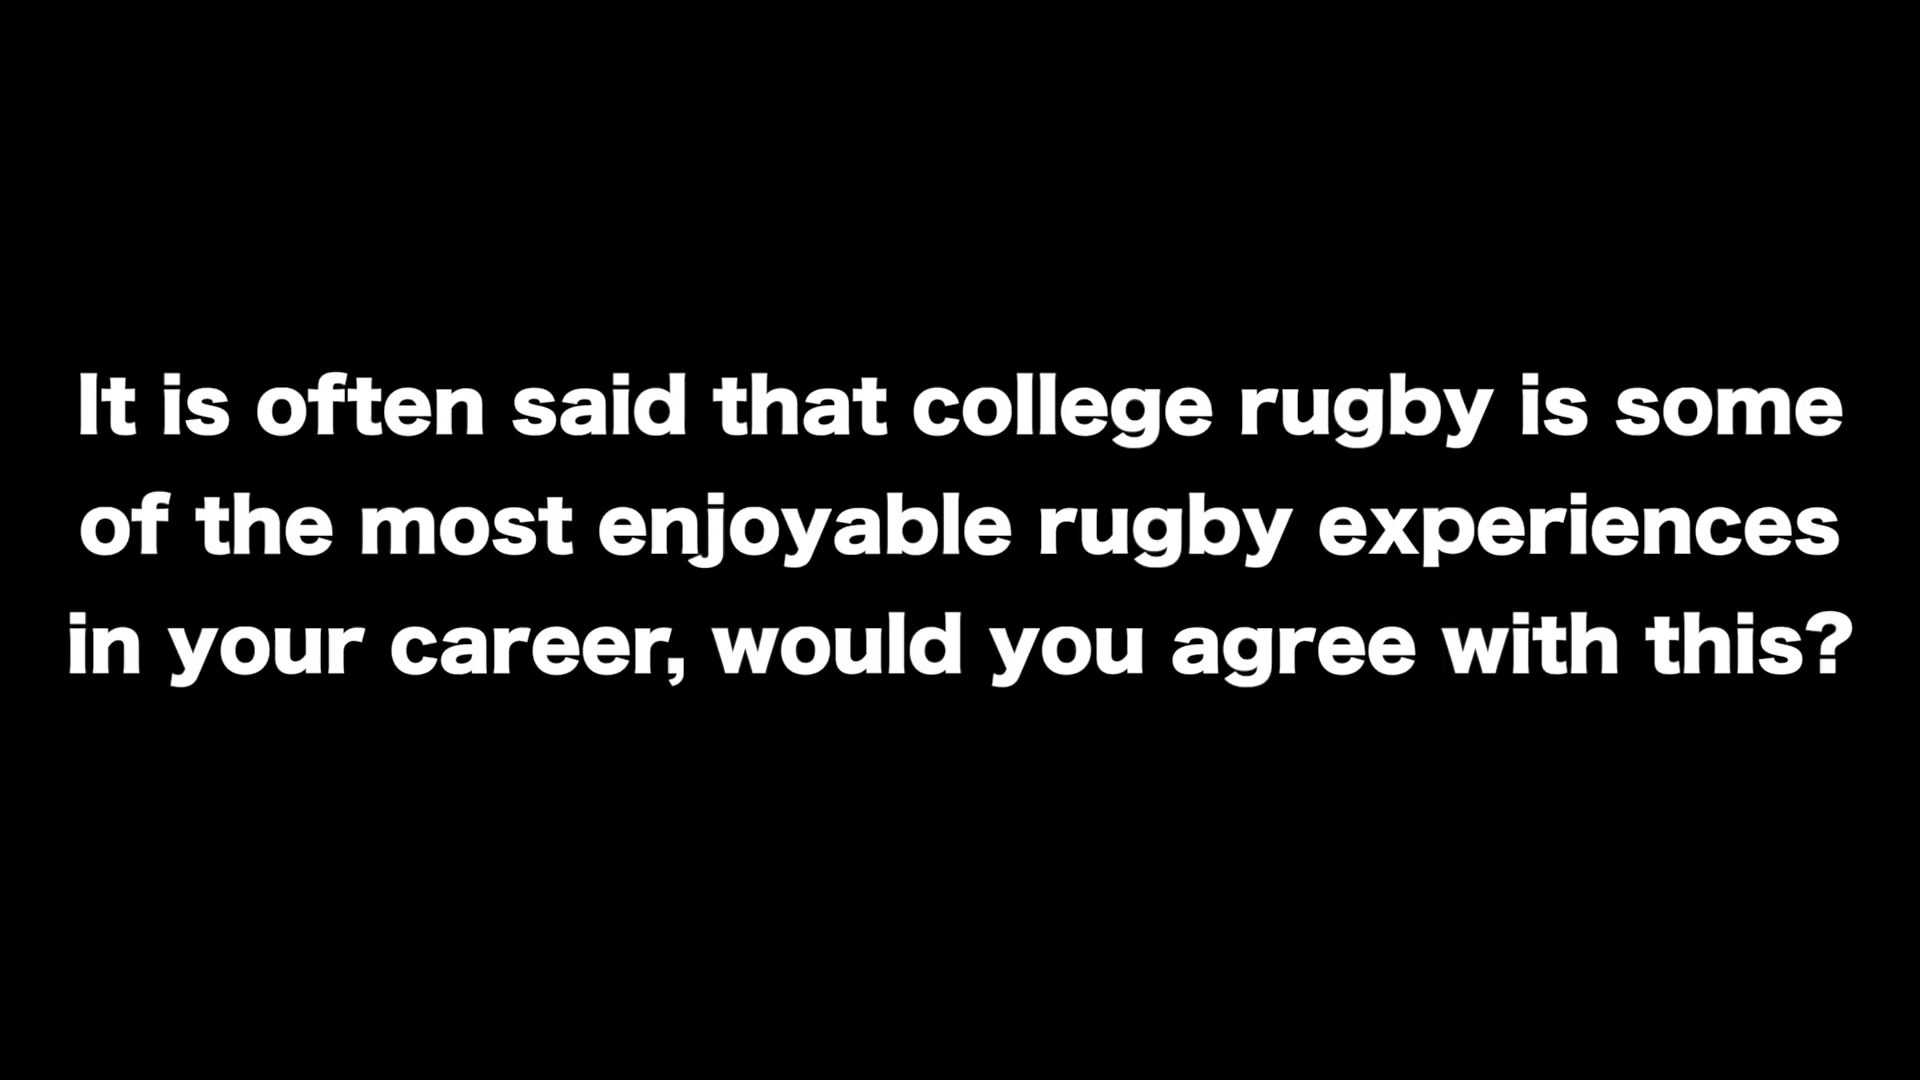 It is often said that college rugby is some
of the most enjoyable rugby experiences
in your career, would you agree with this?